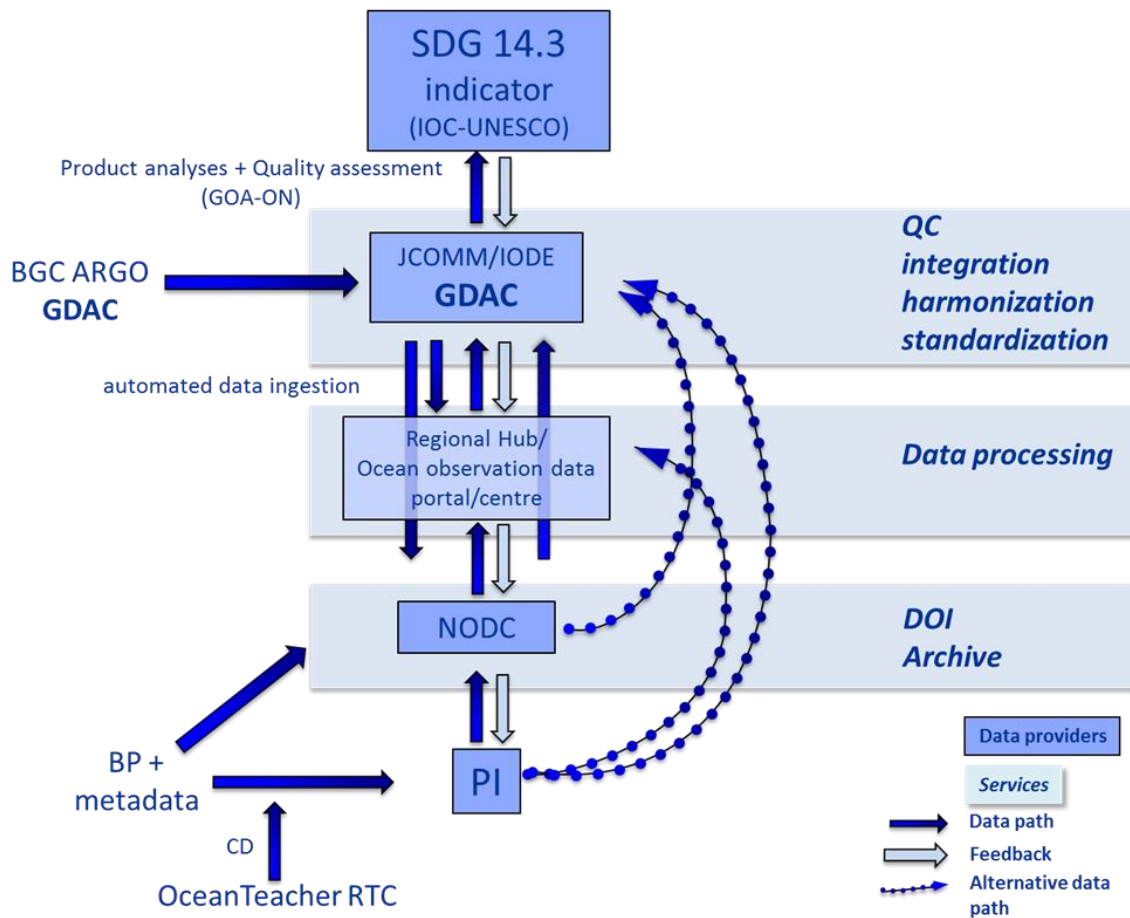 SDG 14.3
indicator
(IOC-UNESCO)
Product analyses + Quality assessment
(GOA-ON)
QC
integration
harmonization
standardization
JCOMM/IODE
GDAC
BGC ARGO
GDAC
automated data ingestion
Regional Hub/
Ocean observation data
portal/centre
Data processing
NODC
DOI
Archive
PI
BP +
metadata
CD
OceanTeacher RTC
Data providers
Services
Data path
Feedback
Alternative data
path